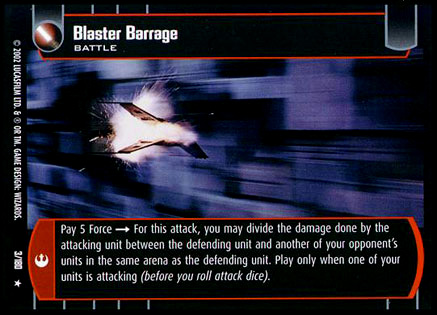 Blaster Barrage
BATTLE
Pay 5 Force → For this attack, you may divide the damage done by the
attacking unit between the defending unit and another of your opponent's
units in the same arena as the defending unit. Play only when one of your
units is attacking (before you roll attack dice).
© 2002 LUCASFILM LTD. & ® OR TM. GAME DESIGN: WIZARDS.
3/180